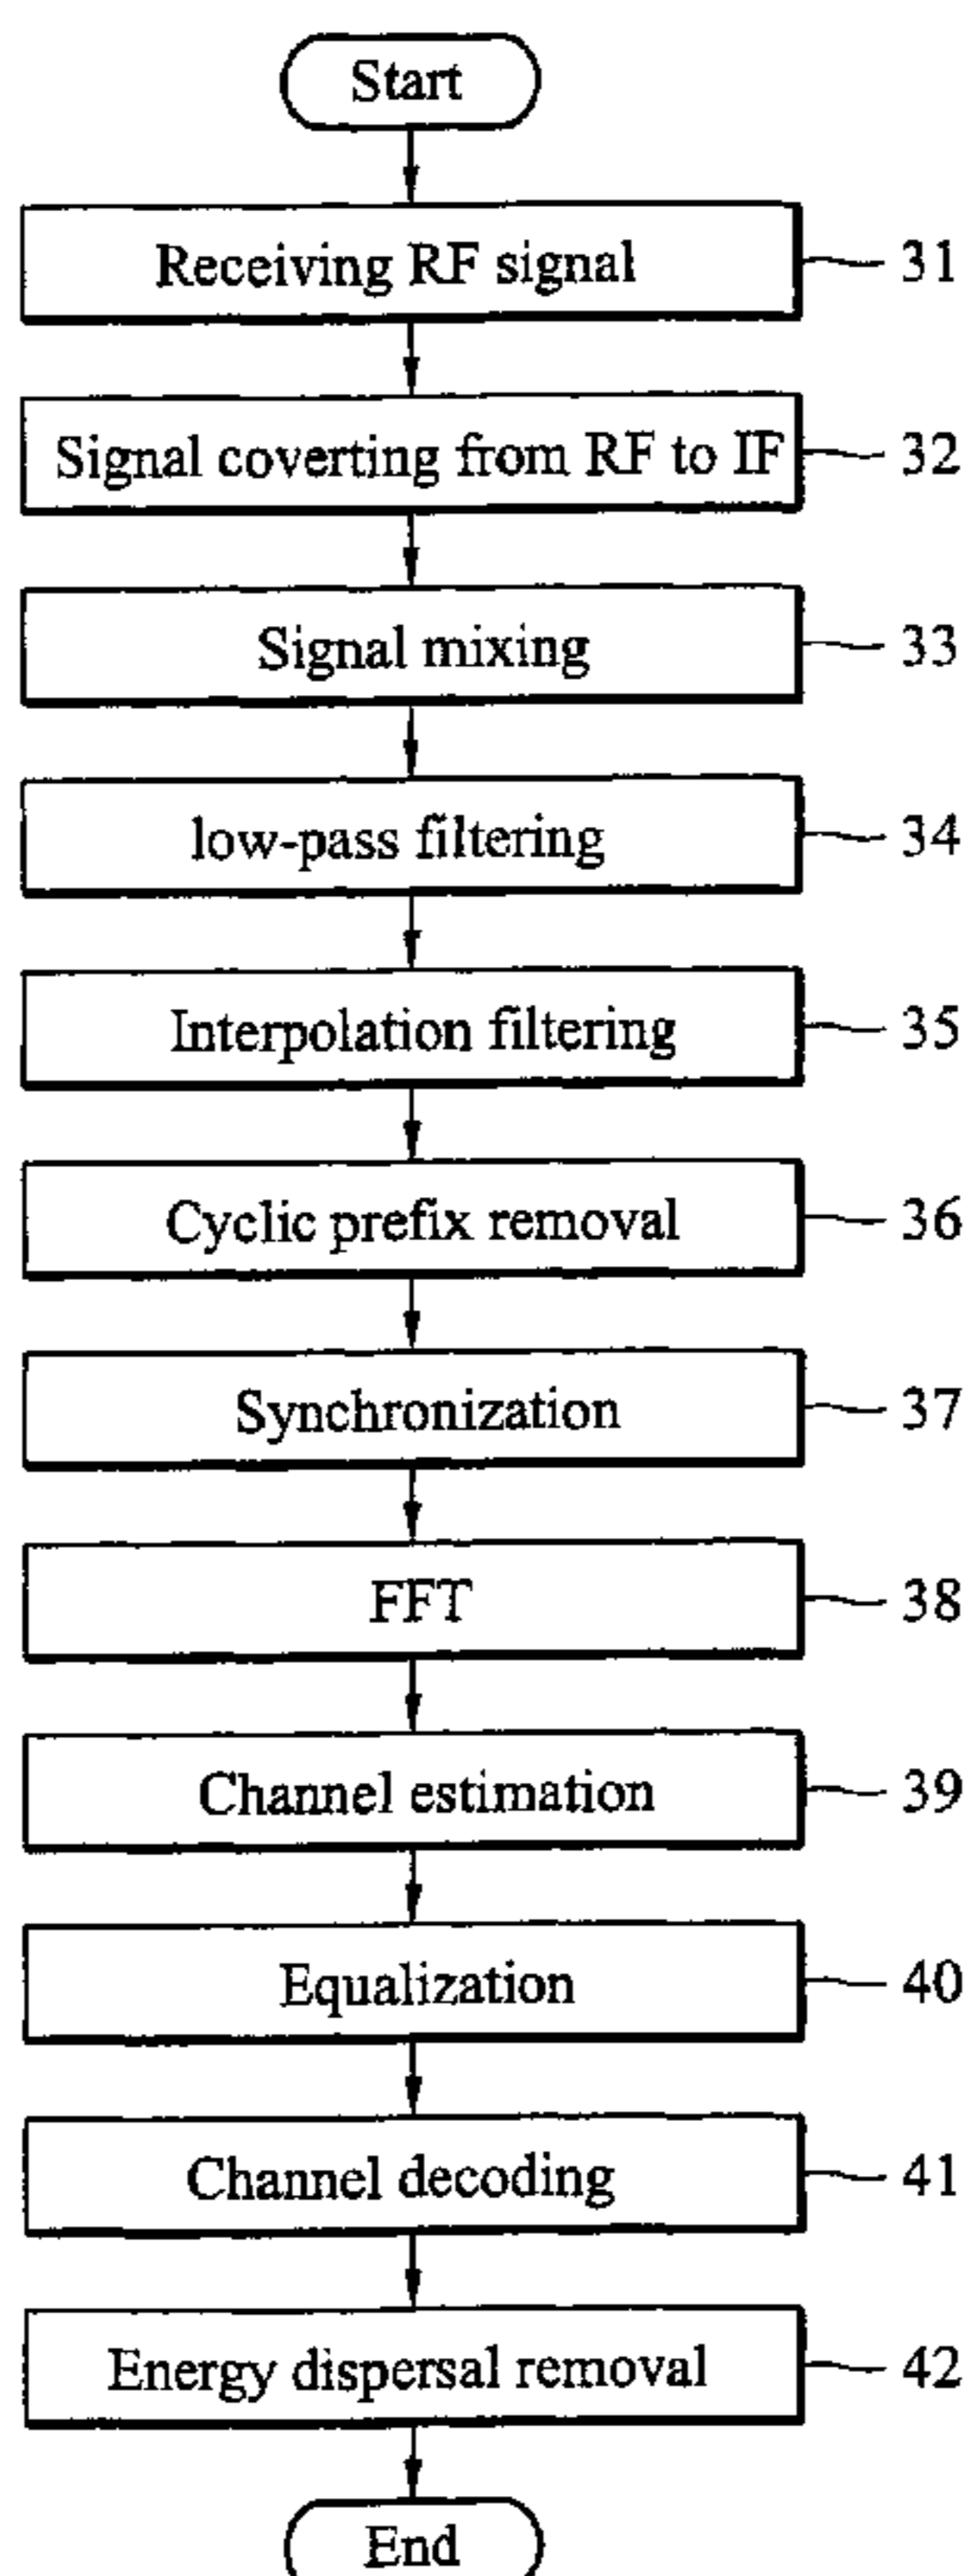 Start
Receiving RF signal
31
Signal coverting from RF to IF
32
Signal mixing
33
low-pass filtering
34
Interpolation filtering
35
Cyclic prefix removal
36
Synchronization
37
FFT
38
Channel estimation
39
Equalization
40
Channel decoding
41
Energy dispersal removal
42
End